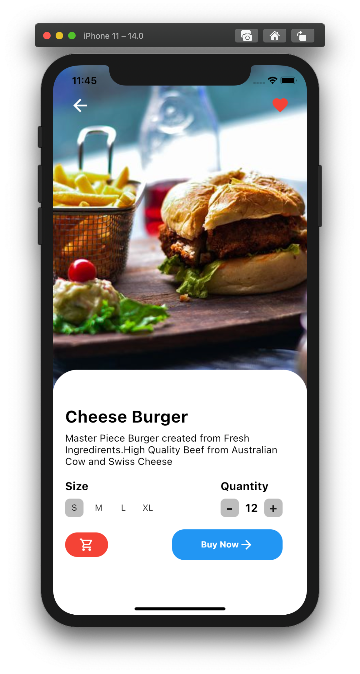 iPhone 11 – 14.0
11:45
Cheese Burger
Master Piece Burger created from Fresh
Ingredirents.High Quality Beef from Australian
Cow and Swiss Cheese
Size Quantity
S M L XL - 12 +
Buy Now